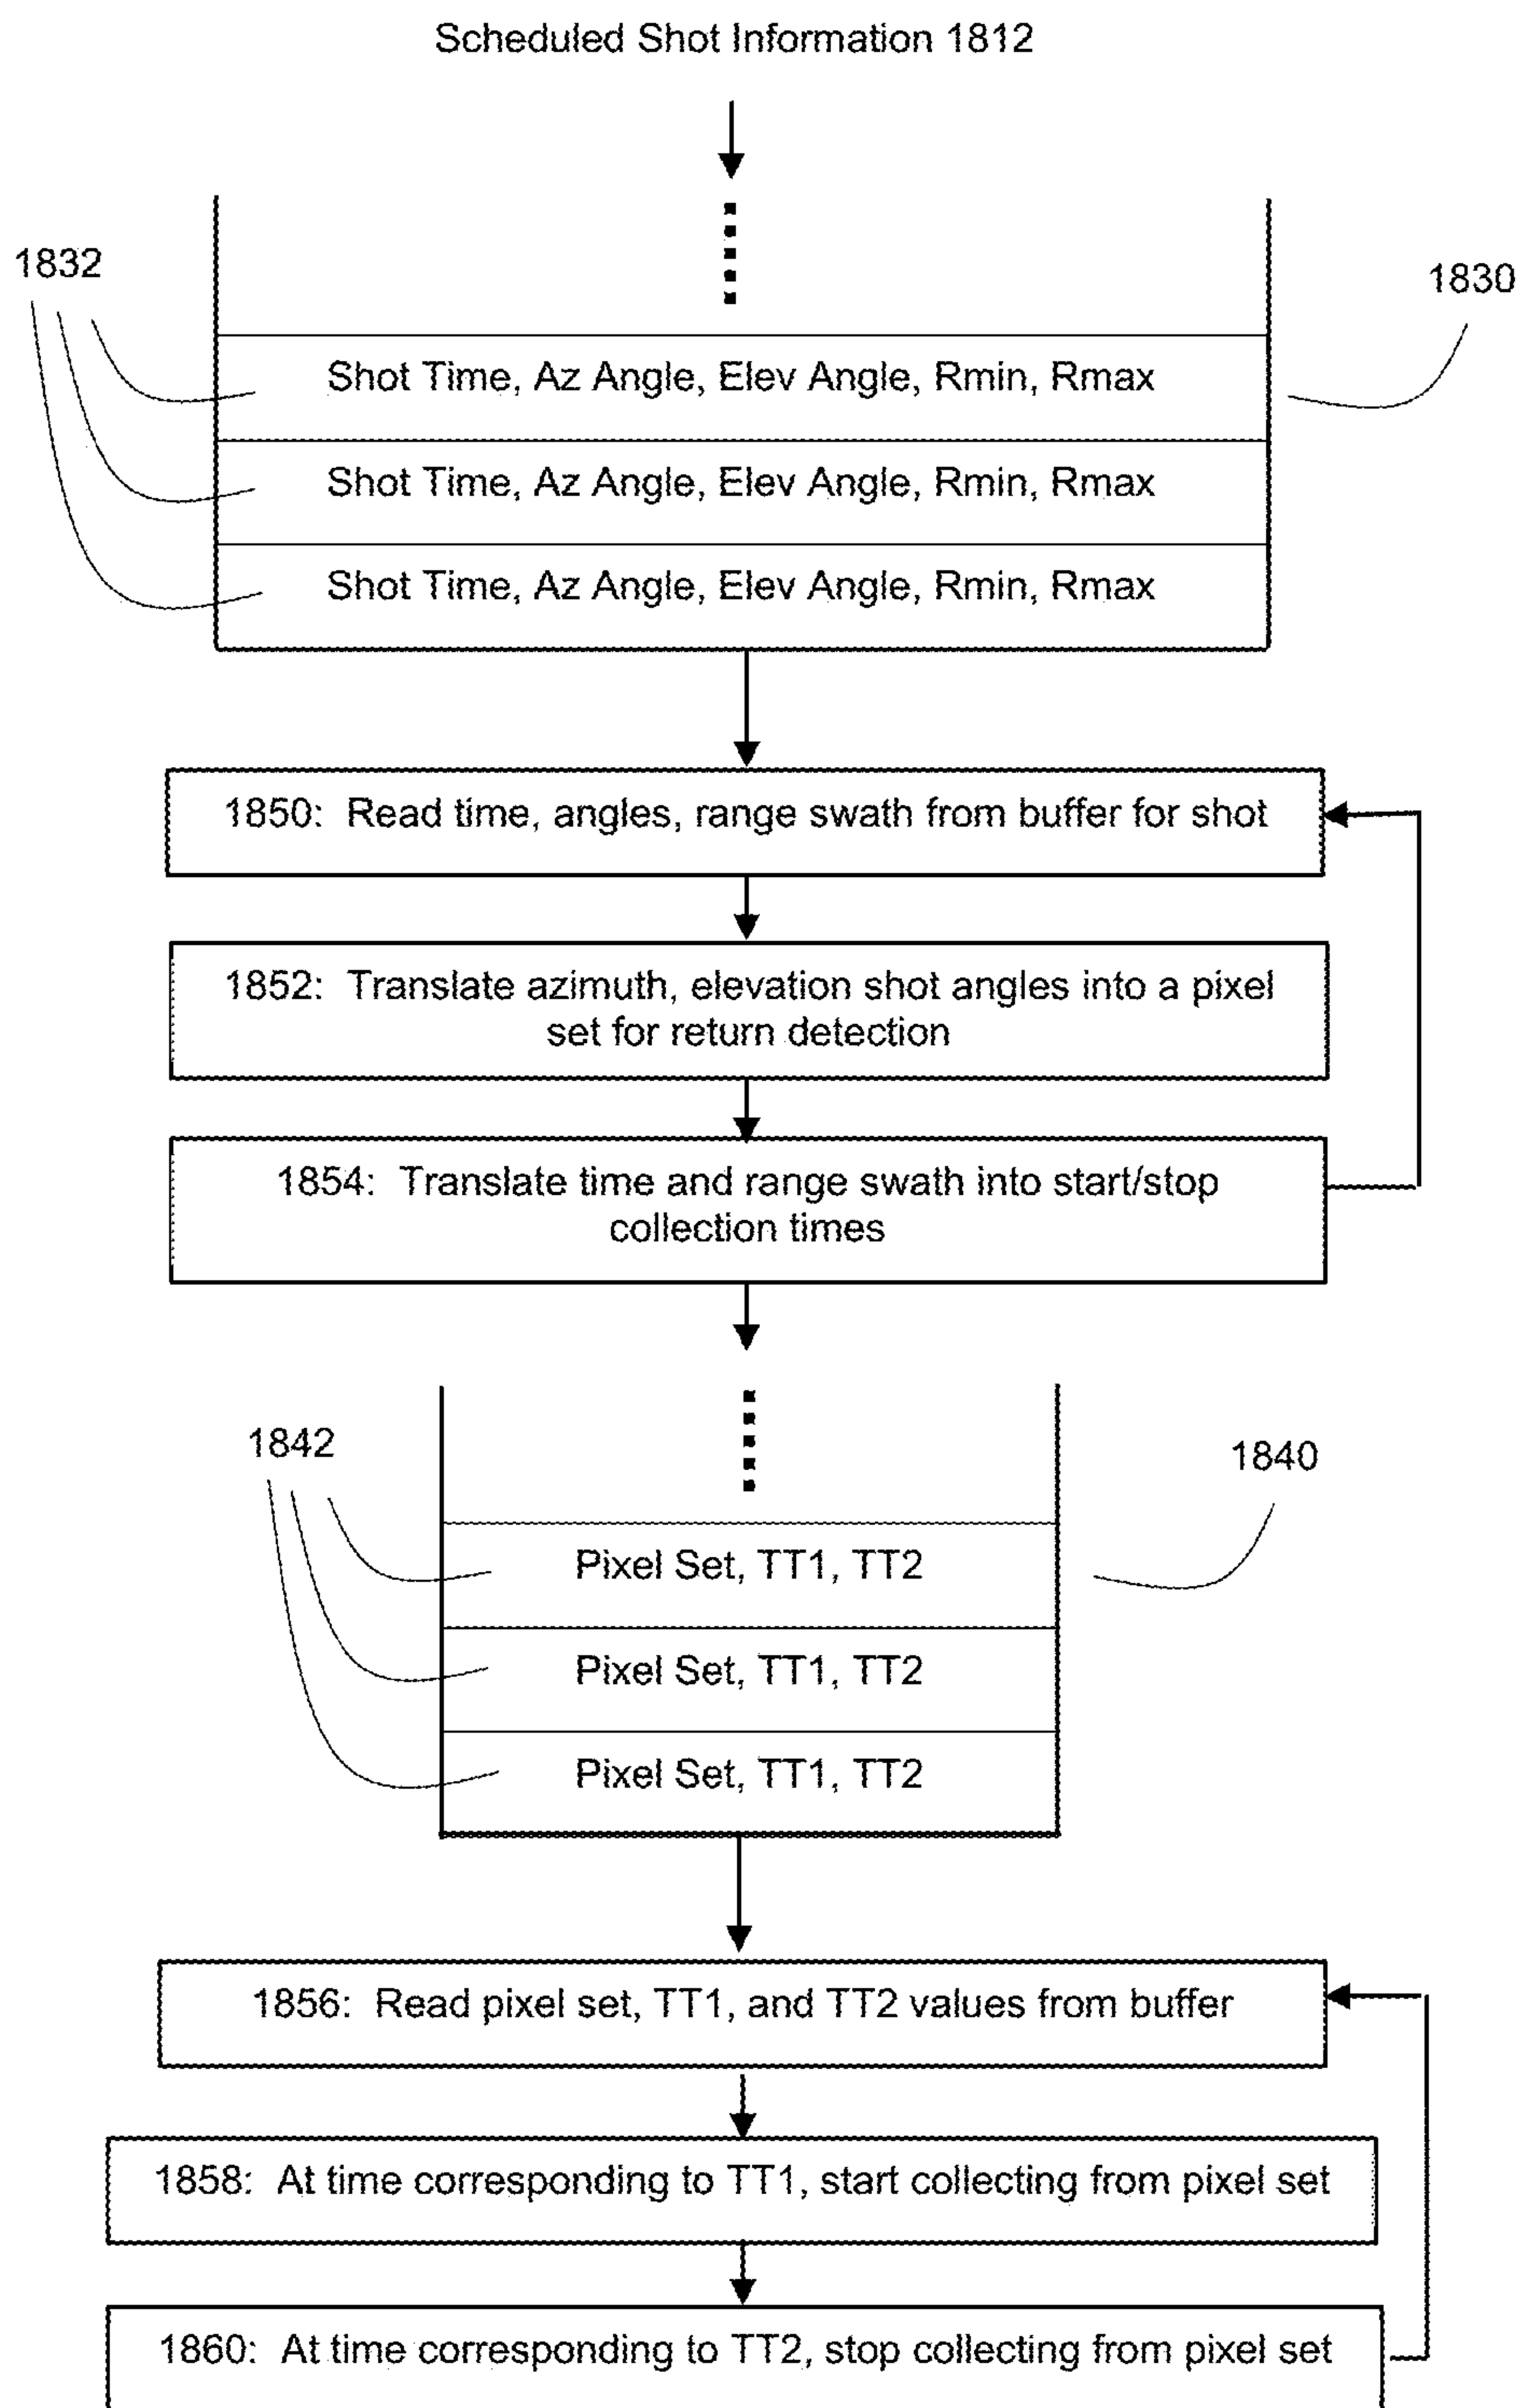 Scheduled Shot Information 1812
1832
1830
Shot Time, Az Angle, Elev Angle, Rmin, Rmax
Shot Time, Az Angle, Elev Angle, Rmin, Rmax
Shot Time, Az Angle, Elev Angle, Rmin, Rmax
1850: Read time, angles, range swath from buffer for shot
1852: Translate azimuth, elevation shot angles into a pixel
set for return detection
1854: Translate time and range swath into start/stop
collection times
1842
1840
Pixel Set, TT1, TT2
Pixel Set, TT1, TT2
Pixel Set, TT1, TT2
1856: Read pixel set, TT1, and TT2 values from buffer
1858: At time corresponding to TT1, start collecting from pixel set
1860: At time corresponding to TT2, stop collecting from pixel set